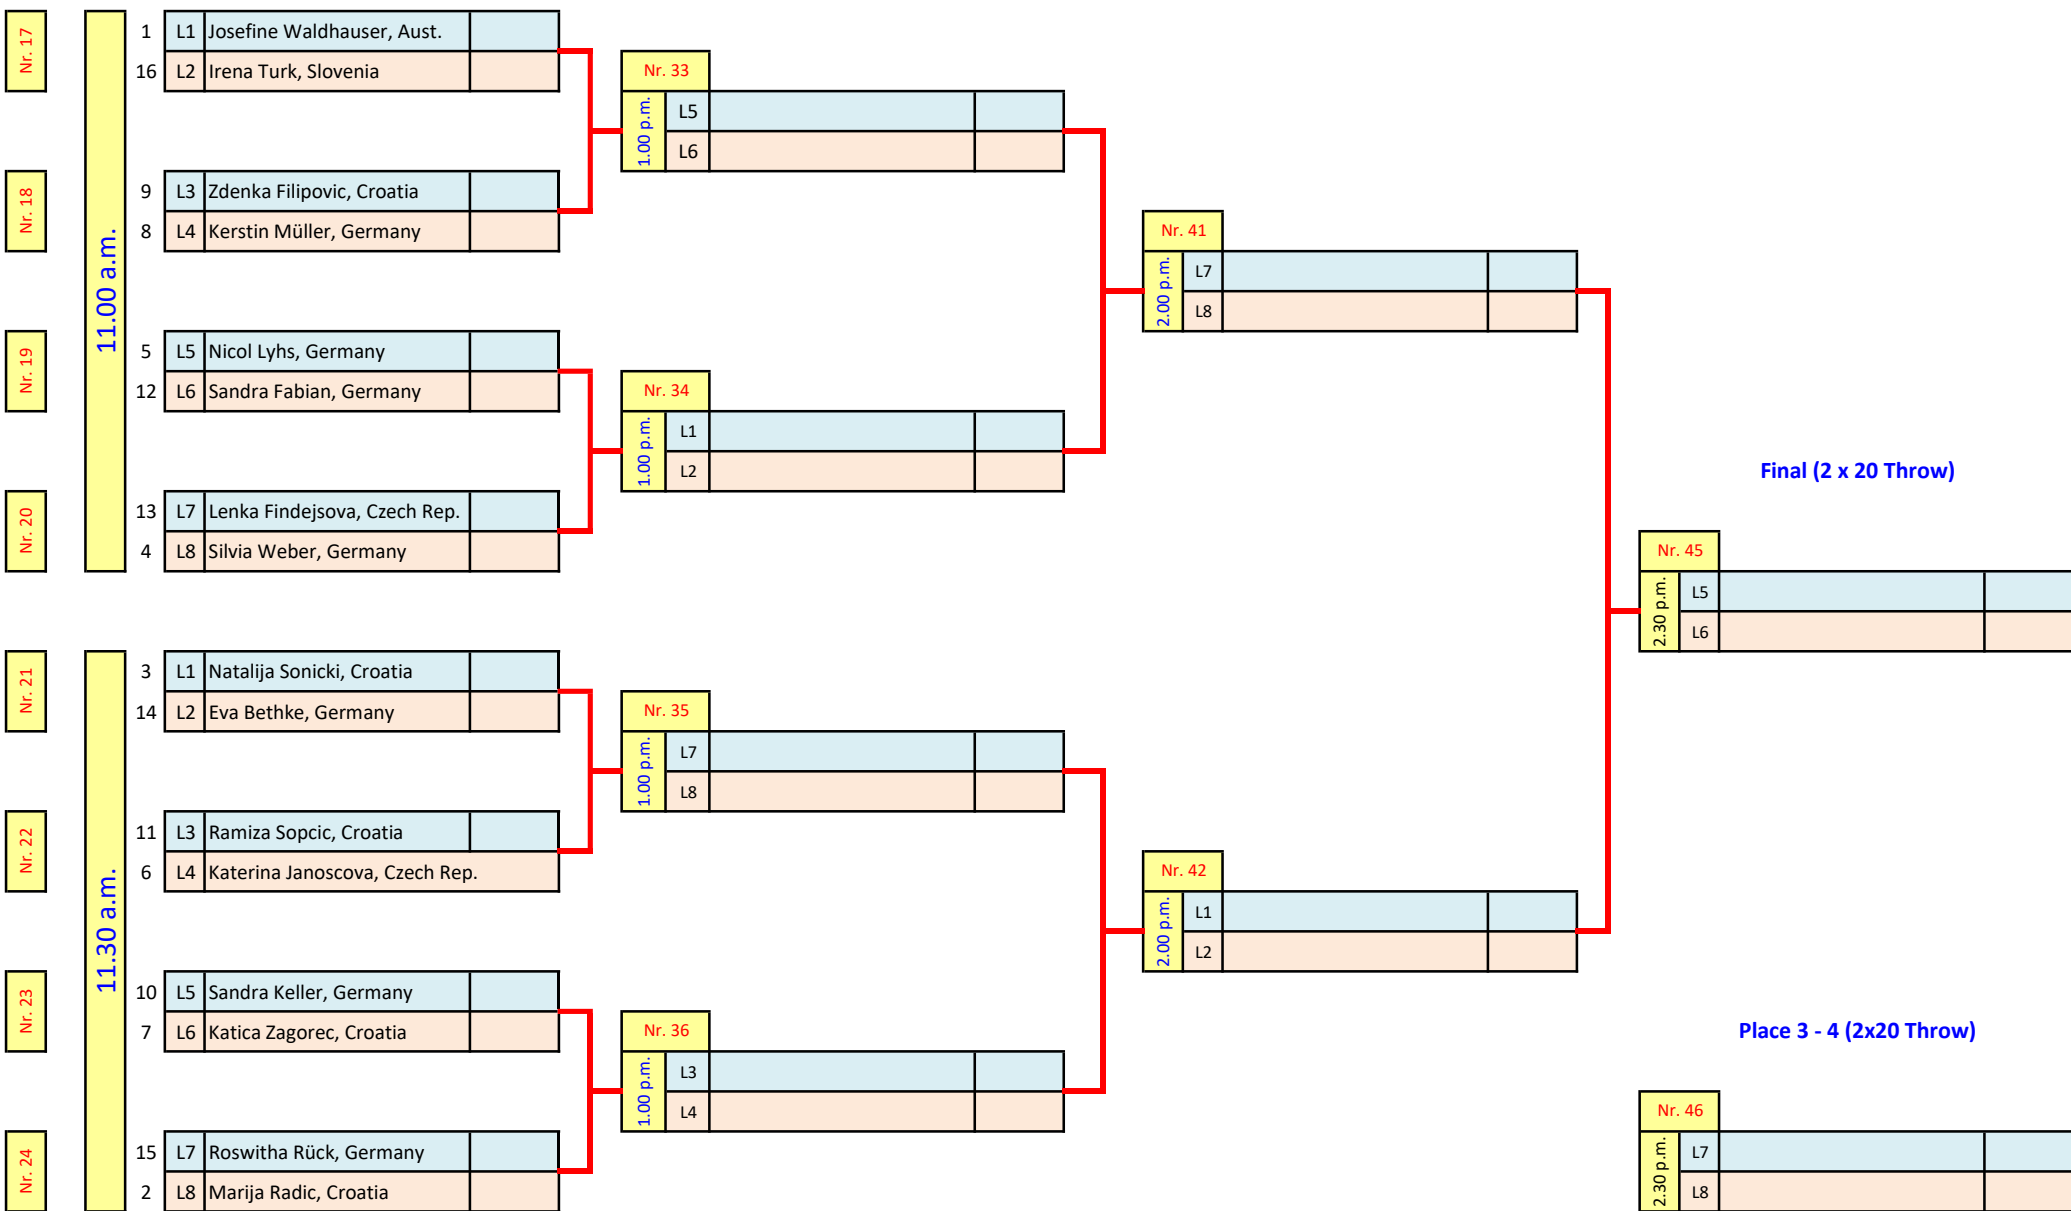 Nr. 17
11.00 a.m.
1 L1 Josefine Waldhauser, Aust.
16 L2 Irena Turk, Slovenia
Nr. 18
9 L3 Zdenka Filipovic, Croatia
8 L4 Kerstin Müller, Germany
Nr. 19
5 L5 Nicol Lyhs, Germany
12 L6 Sandra Fabian, Germany
Nr. 20
13 L7 Lenka Findejsova, Czech Rep.
4 L8 Silvia Weber, Germany
Nr. 21
11.30 a.m.
3 L1 Natalija Sonicki, Croatia
14 L2 Eva Bethke, Germany
Nr. 22
11 L3 Ramiza Sopcic, Croatia
6 L4 Katerina Janoscova, Czech Rep.
Nr. 23
10 L5 Sandra Keller, Germany
7 L6 Katica Zagorec, Croatia
Nr. 24
15 L7 Roswitha Rück, Germany
2 L8 Marija Radic, Croatia
Nr. 33
1.00 p.m.
L5
L6
Nr. 34
1.00 p.m.
L1
L2
Nr. 35
1.00 p.m.
L7
L8
Nr. 36
1.00 p.m.
L3
L4
Nr. 41
2.00 p.m.
L7
L8
Nr. 42
2.00 p.m.
L1
L2
Final (2 x 20 Throw)
Nr. 45
2.30 p.m.
L5
L6
Place 3 - 4 (2x20 Throw)
Nr. 46
2.30 p.m.
L7
L8